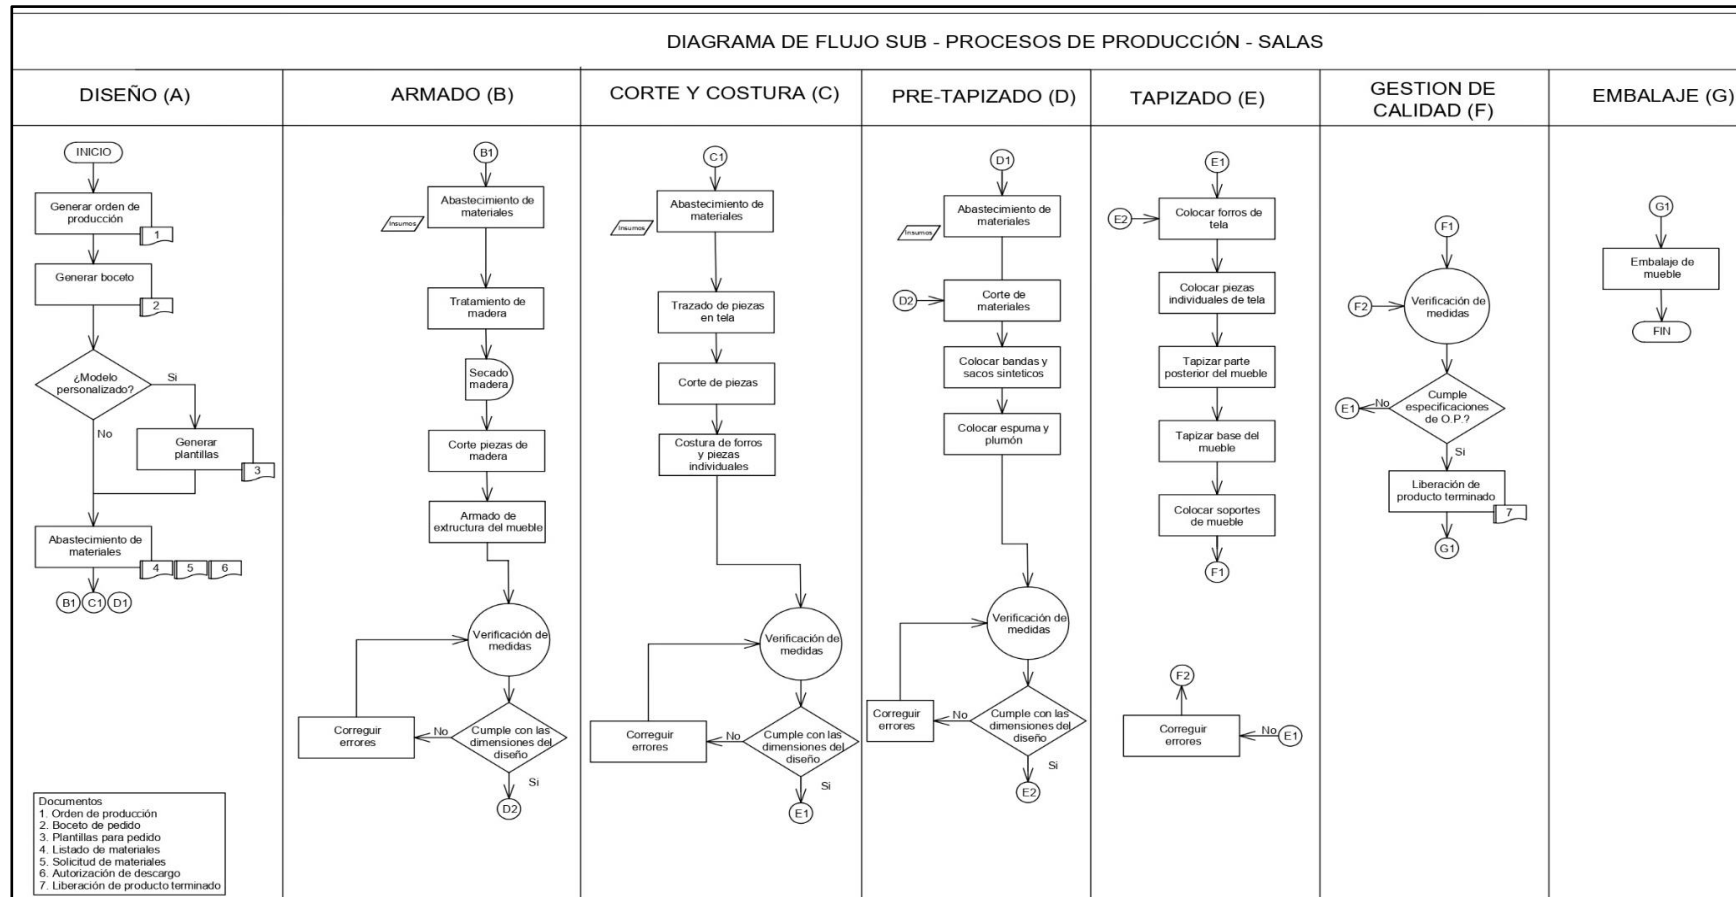 DIAGRAMA DE FLUJO SUB - PROCESOS DE PRODUCCIÓN - SALAS
DISEÑO (A)
INICIO
Generar orden de
producción
1
Generar boceto
2
¿Modelo
personalizado?
Si
No
Generar
plantillas
3
Abastecimiento de
materiales
4
5
6
B1
C1
D1
Documentos
1. Orden de producción
2. Boceto de pedido
3. Plantillas para pedido
4. Listado de materiales
5. Solicitud de materiales
6. Autorización de descargo
7. Liberación de producto terminado
ARMADO (B)
B1
Abastecimiento de
materiales
Insumos
Tratamiento de
madera
Secado
madera
Corte piezas de
madera
Armado de
extructura del mueble
Verificación de
medidas
Cumple con las
dimensiones del
diseño
No
Correguir
errores
Si
D2
CORTE Y COSTURA (C)
C1
Abastecimiento de
materiales
Insumos
Trazado de piezas
en tela
Corte de piezas
Costura de forros
y piezas
individuales
Verificación de
medidas
Cumple con las
dimensiones del
diseño
No
Correguir
errores
Si
E1
PRE-TAPIZADO (D)
D1
Abastecimiento de
materiales
Insumos
D2
Corte de
materiales
Colocar bandas y
sacos sinteticos
Colocar espuma y
plumón
Verificación de
medidas
Cumple con las
dimensiones del
diseño
No
Correguir
errores
Si
E2
TAPIZADO (E)
E1
E2
Colocar forros de
tela
Colocar piezas
individuales de tela
Tapizar parte
posterior del mueble
Tapizar base del
mueble
Colocar soportes
de mueble
F1
F2
Correguir
errores
No
E1
GESTION DE
CALIDAD (F)
F1
F2
Verificación de
medidas
Cumple
especificaciones
de O.P.?
No
E1
Si
Liberación de
producto terminado
7
G1
EMBALAJE (G)
G1
Embalaje de
mueble
FIN